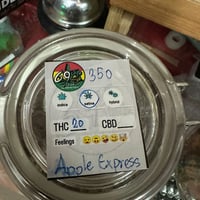 350
indica sativa hybrid
THC 20 CBD
Feelings
Apple Express